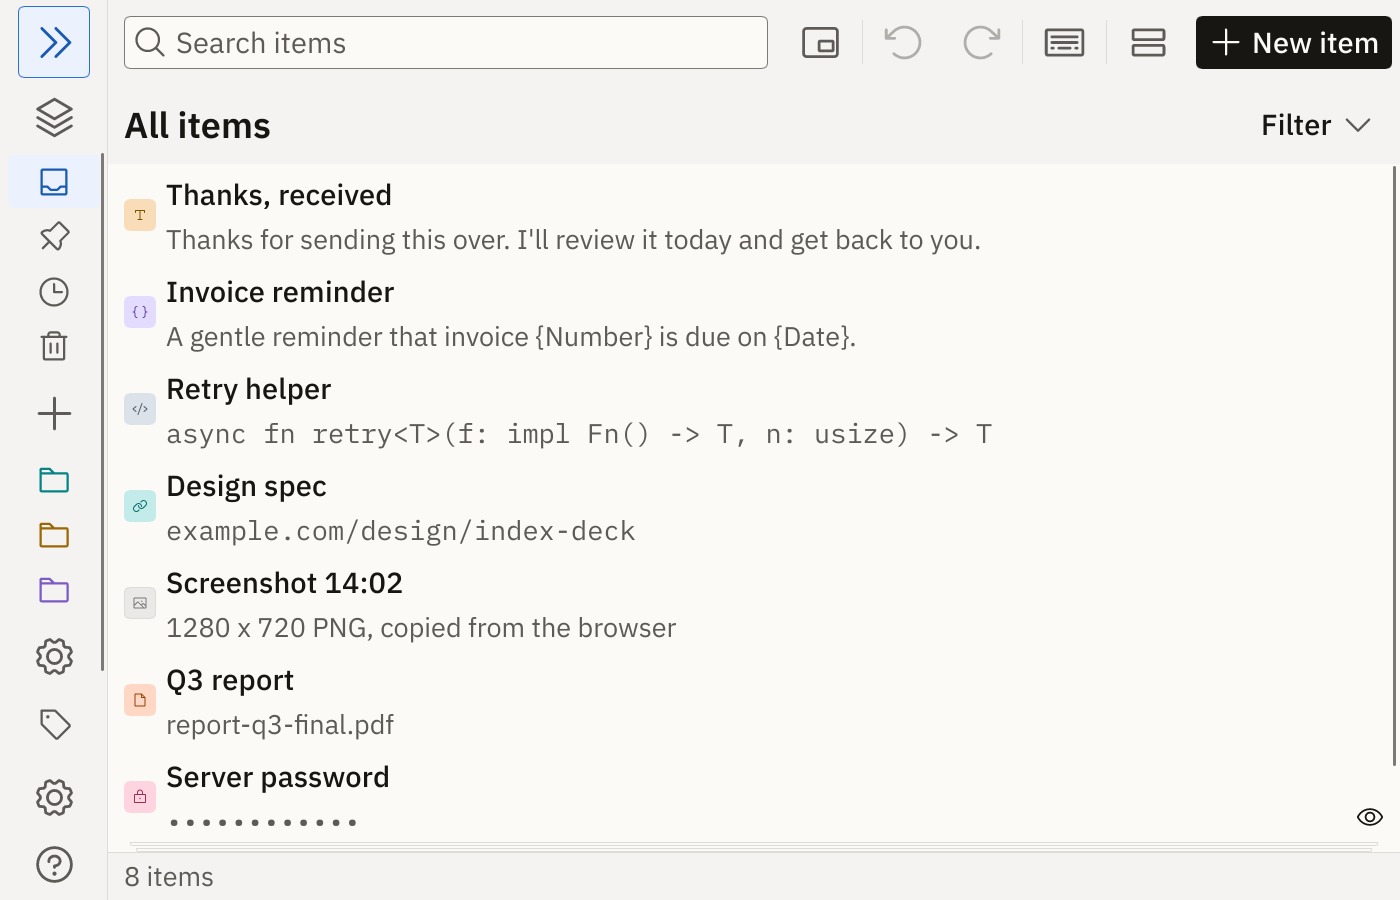 Search items
New item
All items
Filter
T
Thanks, received
Thanks for sending this over. I'll review it today and get back to you.
{}
Invoice reminder
A gentle reminder that invoice {Number} is due on {Date}.
</>
Retry helper
async fn retry<T>(f: impl Fn() -> T, n: usize) -> T
Design spec
example.com/design/index-deck
Screenshot 14:02
1280 x 720 PNG, copied from the browser
Q3 report
report-q3-final.pdf
Server password
••••••••••••
8 items